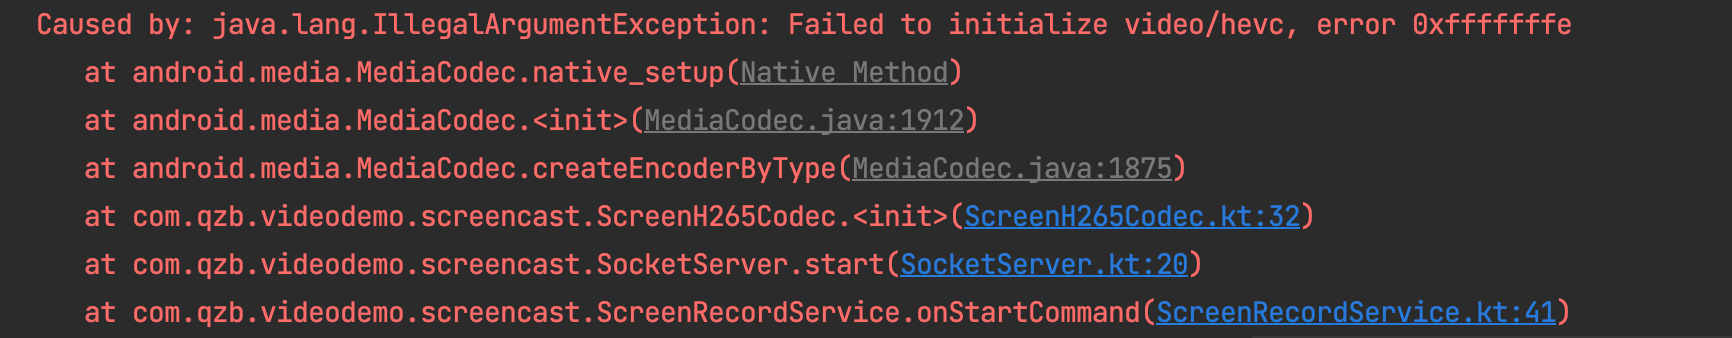 Caused by: java.lang.IllegalArgumentException: Failed to initialize video/hevc, error 0xfffffffe
at android.media.MediaCodec.native_setup(Native Method)
at android.media.MediaCodec.<init>(MediaCodec.java:1912)
at android.media.MediaCodec.createEncoderByType(MediaCodec.java:1875)
at com.qzb.videodemo.screencast.ScreenH265Codec.<init>(ScreenH265Codec.kt:32)
at com.qzb.videodemo.screencast.SocketServer.start(SocketServer.kt:20)
at com.qzb.videodemo.screencast.ScreenRecordService.onStartCommand(ScreenRecordService.kt:41)